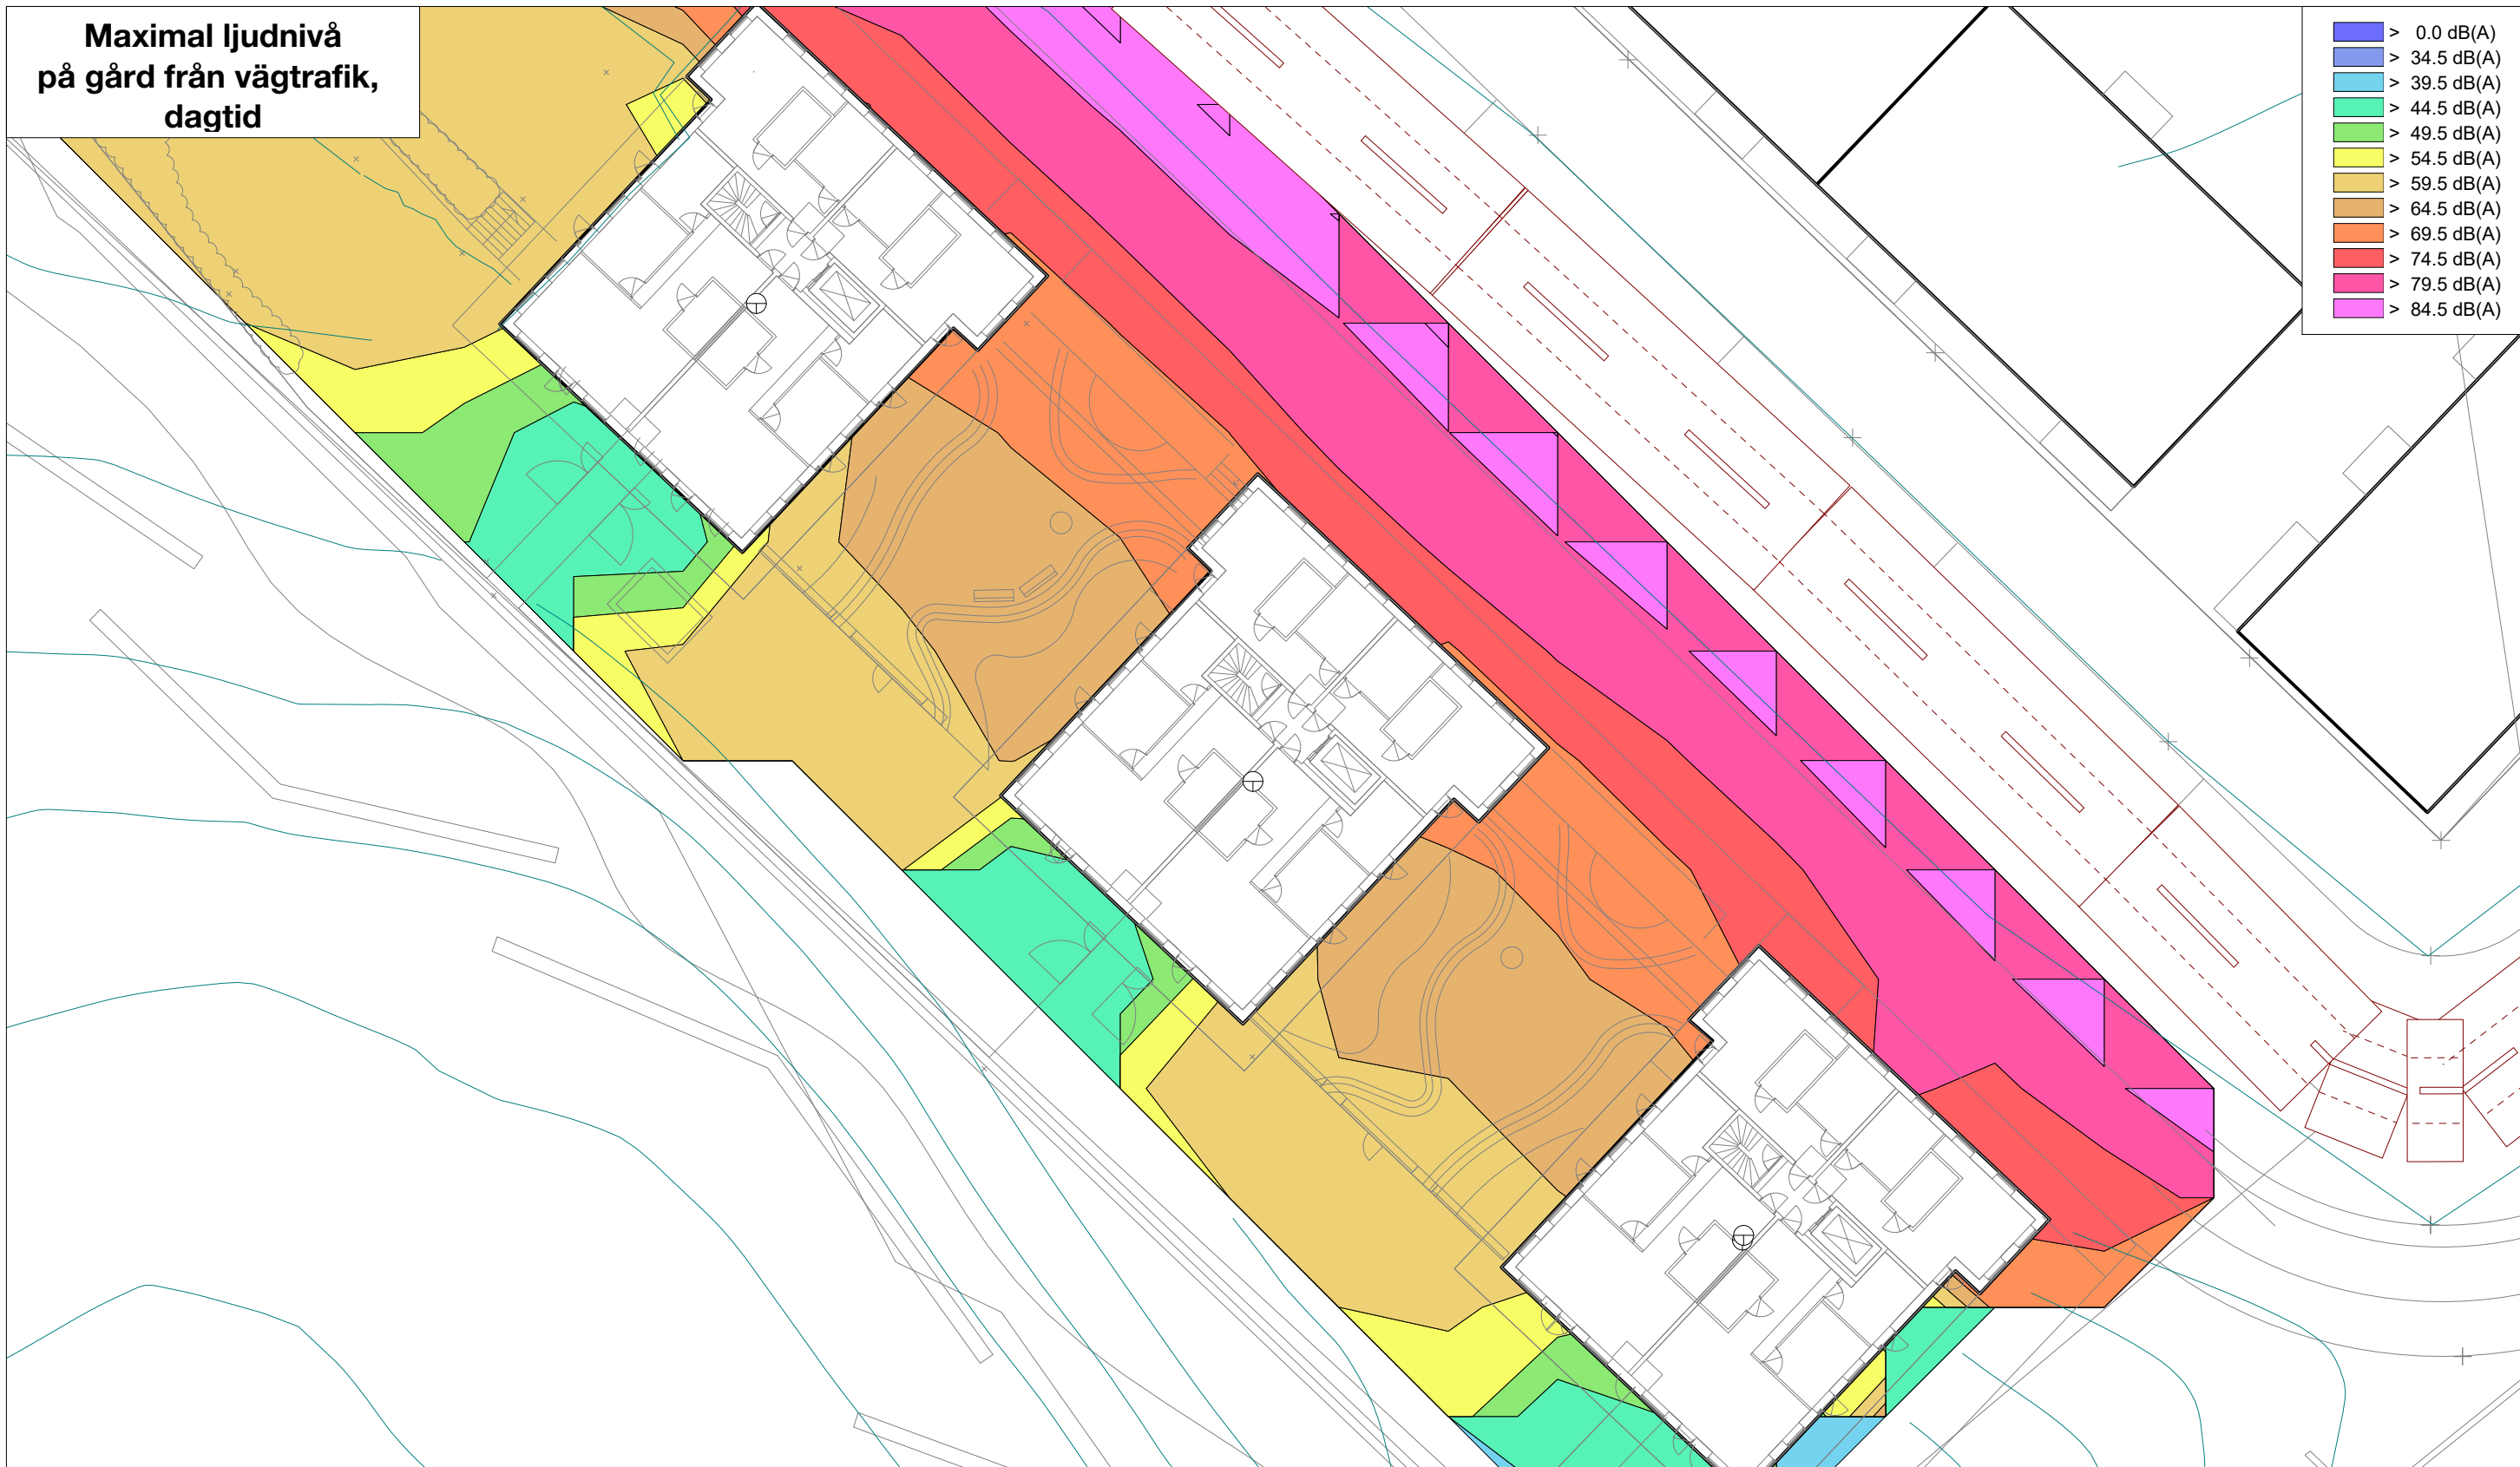 Maximal ljudnivå
på gård från vägtrafik,
dagtid
> 0.0 dB(A)
> 34.5 dB(A)
> 39.5 dB(A)
> 44.5 dB(A)
> 49.5 dB(A)
> 54.5 dB(A)
> 59.5 dB(A)
> 64.5 dB(A)
> 69.5 dB(A)
> 74.5 dB(A)
> 79.5 dB(A)
> 84.5 dB(A)